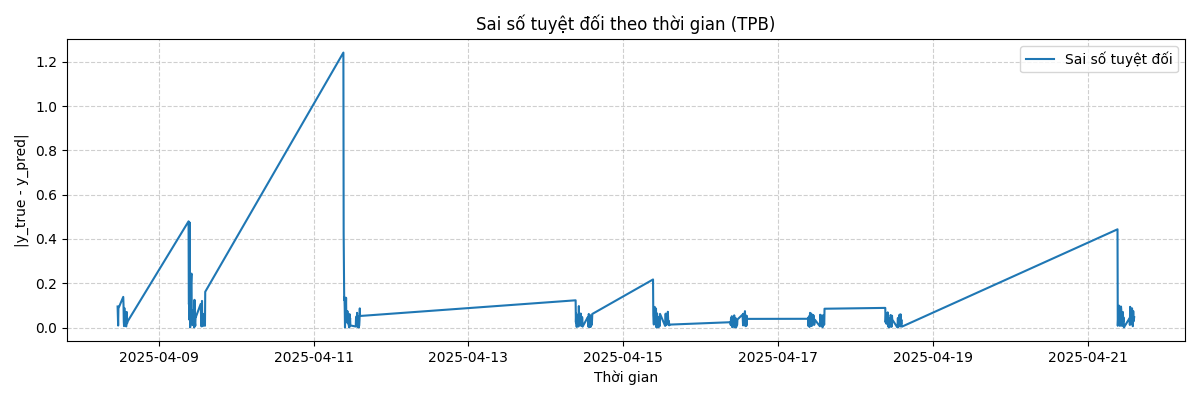 Sai số tuyệt đối theo thời gian (TPB)
Sai số tuyệt đối
|y_true - y_pred|
1.2
1.0
0.8
0.6
0.4
0.2
0.0
2025-04-09 2025-04-11 2025-04-13 2025-04-15 2025-04-17 2025-04-19 2025-04-21
Thời gian